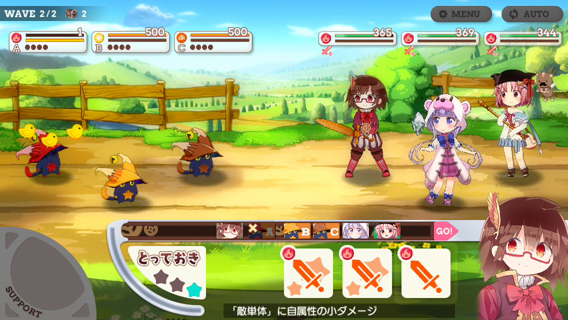 WAVE 2/2 2
MENU
AUTO
1
A
500
B
500
C
365
369
344
A B C
GO!
とっておき
SUPPORT
「敵単体」に自属性の小ダメージ